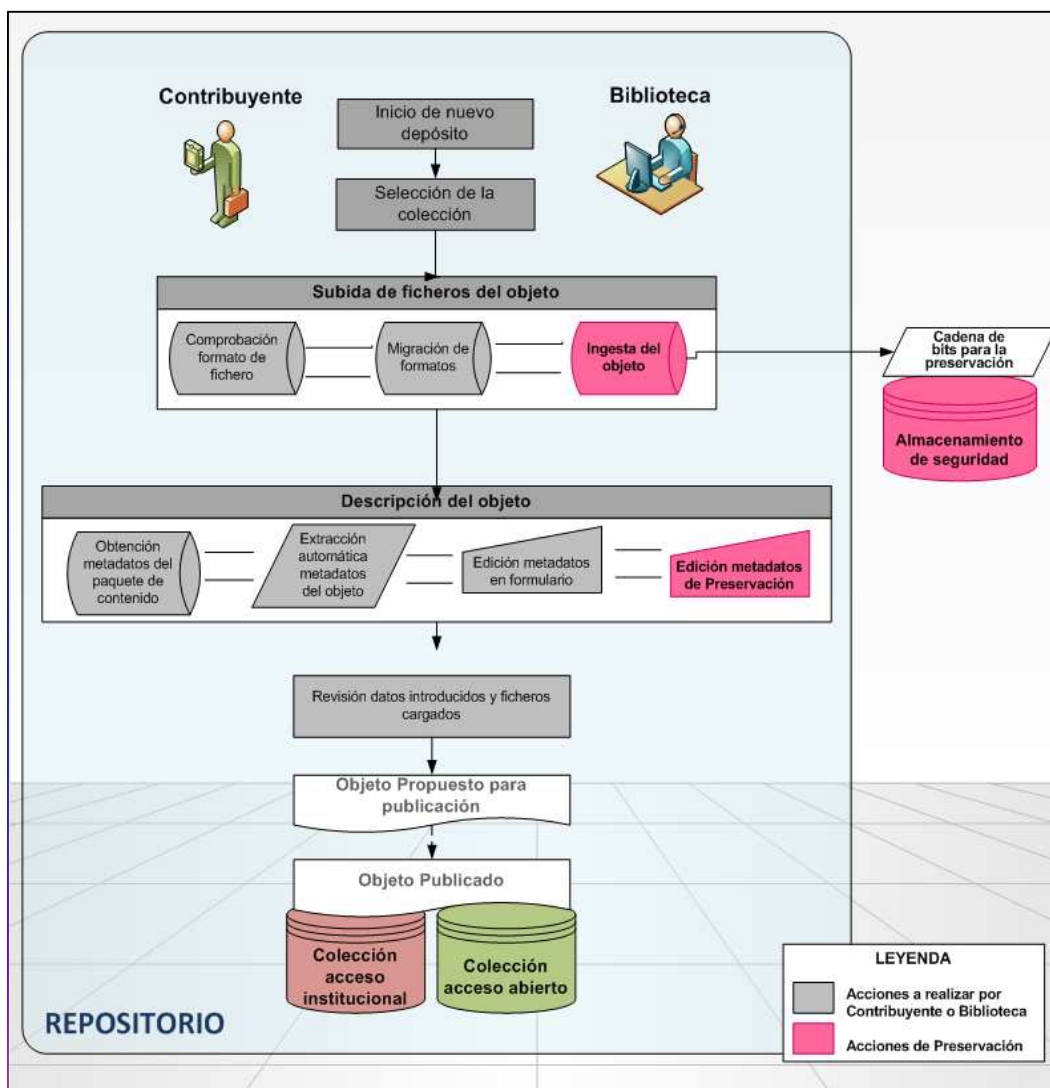 Contribuyente
Biblioteca
Inicio de nuevo
depósito
Selección de la
colección
Subida de ficheros del objeto
Comprobación
formato de
fichero
Migración de
formatos
Ingesta del
objeto
Cadena de
bits para la
preservación
Almacenamiento
de seguridad
Descripción del objeto
Obtención
metadatos del
paquete de
contenido
Extracción
automática
metadatos
del objeto
Edición metadatos
en formulario
Edición metadatos
de Preservación
Revisión datos introducidos y ficheros
cargados
Objeto Propuesto para
publicación
Objeto Publicado
Colección
acceso
institucional
Colección
acceso abierto
REPOSITORIO
LEYENDA
Acciones a realizar por
Contribuyente o Biblioteca
Acciones de Preservación